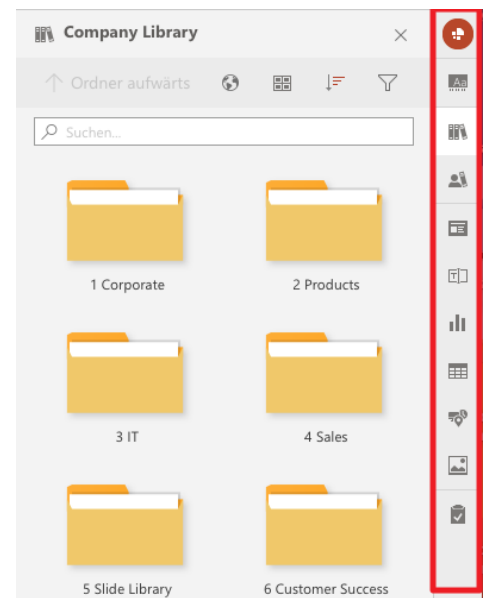 Company Library
Ordner aufwärts
Aa
Suchen...
T
1 Corporate
2 Products
3 IT
4 Sales
5 Slide Library
6 Customer Success